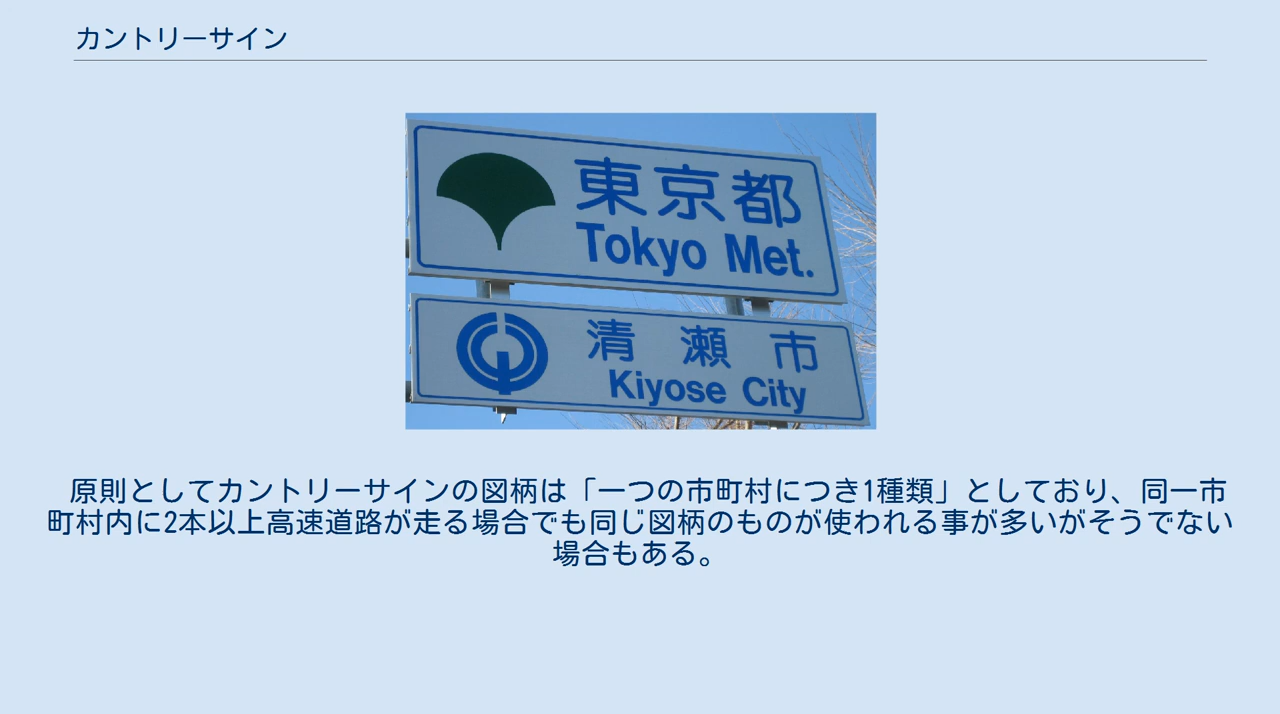 カントリーサイン
東京都
Tokyo Met.
清瀬市
Kiyose City
原則としてカントリーサインの図柄は「一つの市町村につき1種類」としており、同一市
町村内に2本以上高速道路が走る場合でも同じ図柄のものが使われる事が多いがそうでない
場合もある。